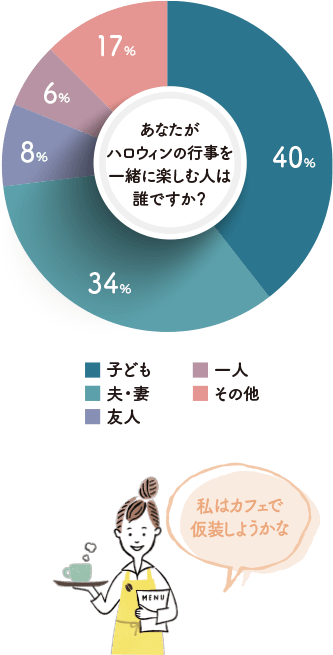 17%
6%
8%
40%
34%
あなたが
ハロウィンの行事を
一緒に楽しむ人は
誰ですか?
子ども
夫・妻
友人
一人
その他
私はカフェで
仮装しようかな
MENU